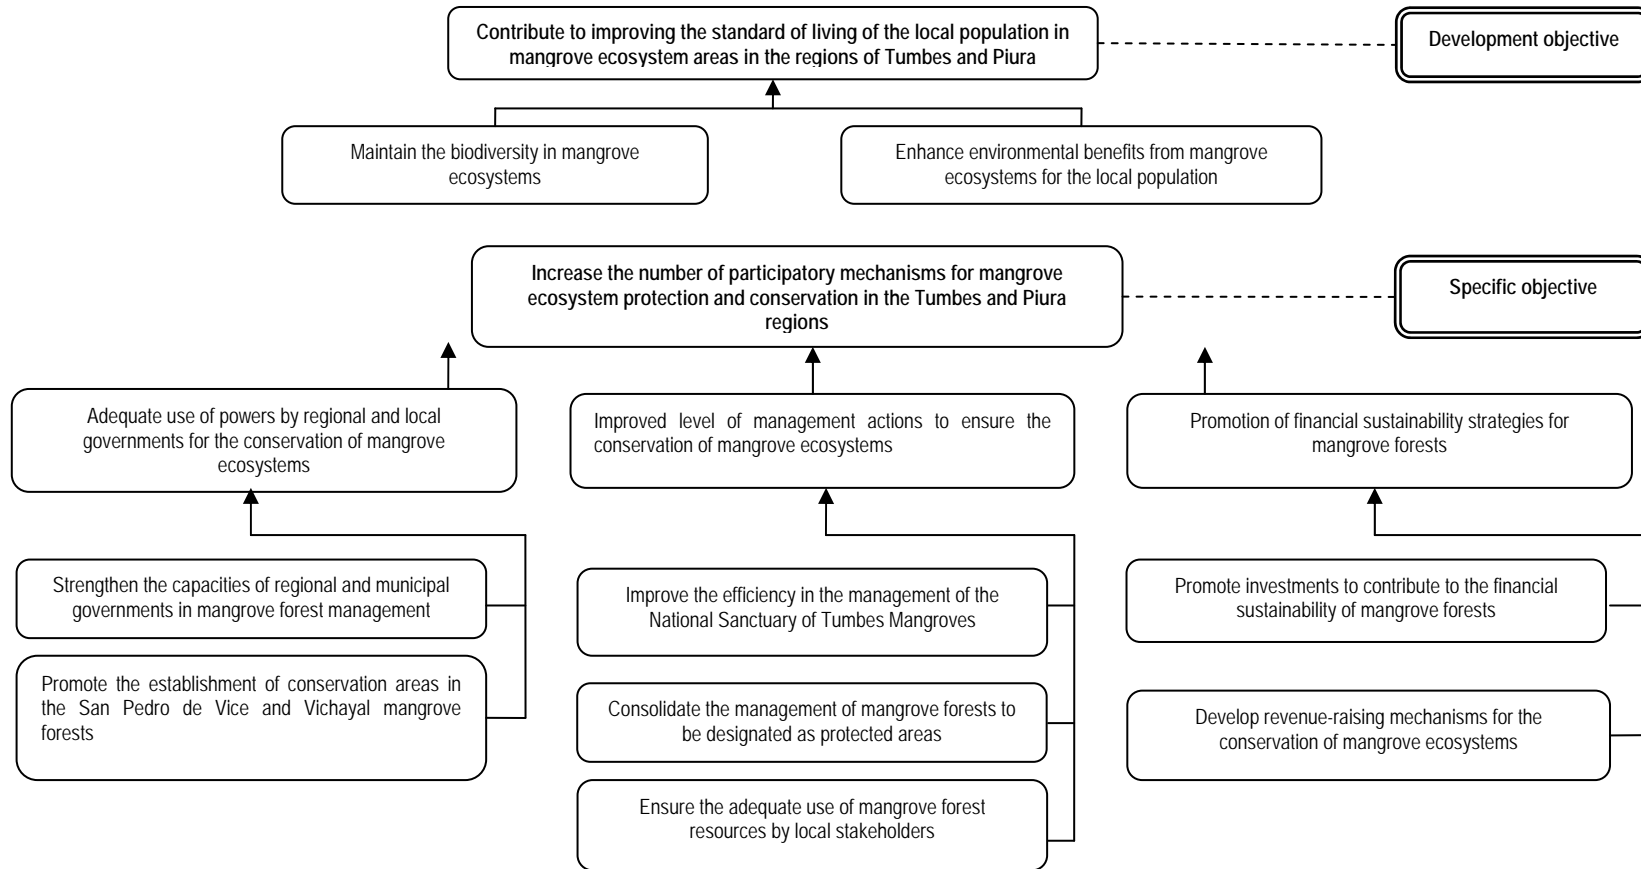 Contribute to improving the standard of living of the local population in
mangrove ecosystem areas in the regions of Tumbes and Piura
Development objective
Maintain the biodiversity in mangrove
ecosystems
Enhance environmental benefits from mangrove
ecosystems for the local population
Increase the number of participatory mechanisms for mangrove
ecosystem protection and conservation in the Tumbes and Piura
regions
Specific objective
Adequate use of powers by regional and local
governments for the conservation of mangrove
ecosystems
Improved level of management actions to ensure the
conservation of mangrove ecosystems
Promotion of financial sustainability strategies for
mangrove forests
Strengthen the capacities of regional and municipal
governments in mangrove forest management
Promote the establishment of conservation areas in
the San Pedro de Vice and Vichayal mangrove
forests
Improve the efficiency in the management of the
National Sanctuary of Tumbes Mangroves
Consolidate the management of mangrove forests to
be designated as protected areas
Ensure the adequate use of mangrove forest
resources by local stakeholders
Promote investments to contribute to the financial
sustainability of mangrove forests
Develop revenue-raising mechanisms for the
conservation of mangrove ecosystems